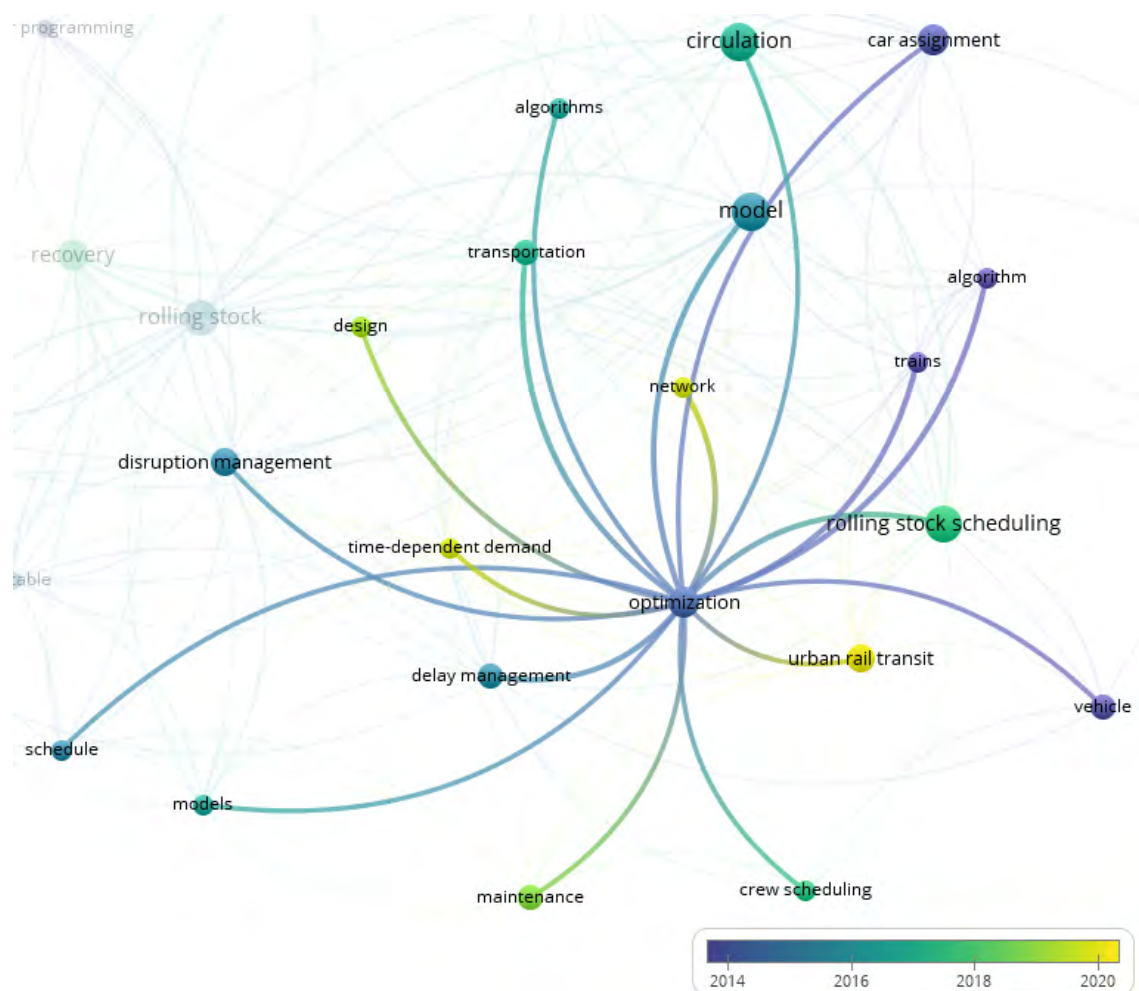 programming
circulation
car assignment
algorithms
model
recovery
transportation
algorithm
rolling stock
design
trains
network
disruption management
rolling stock scheduling
time-dependent demand
table
optimization
urban rail transit
delay management
vehicle
schedule
models
maintenance
crew scheduling
2014
2016
2018
2020